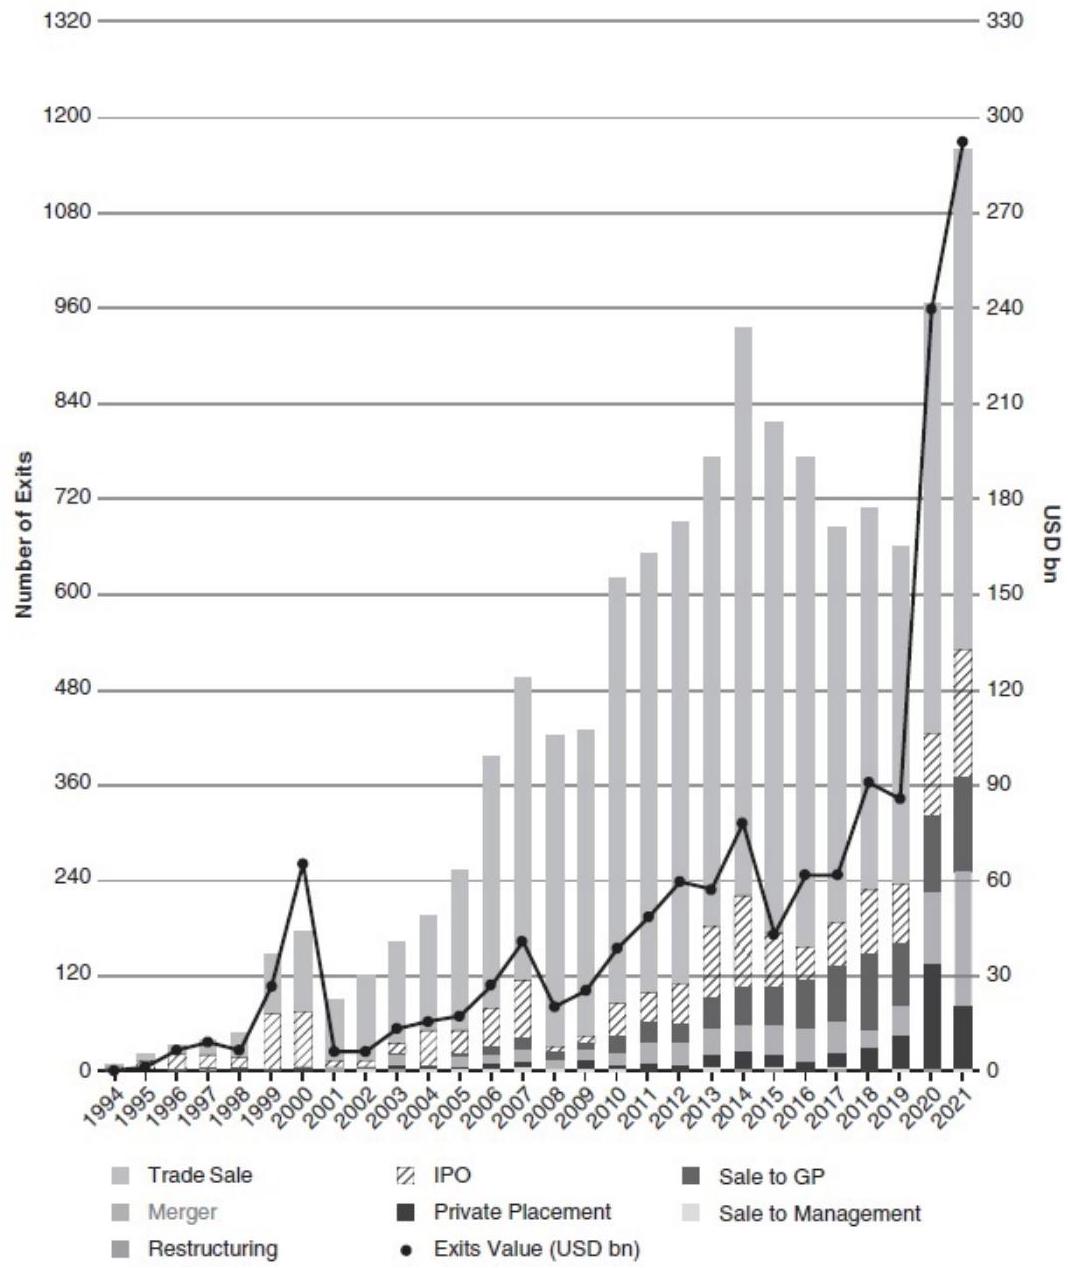 1320 330
1200 300
1080 270
960 240
840 210
720 180
600 150
480 120
360 90
240 60
120 30
0 0
Number of Exits
USD bn
1994 1995 1996 1997 1998 1999 2000 2001 2002 2003 2004 2005 2006 2007 2008 2009 2010 2011 2012 2013 2014 2015 2016 2017 2018 2019 2020 2021
Trade Sale IPO Sale to GP
Merger Private Placement Sale to Management
Restructuring Exits Value (USD bn)